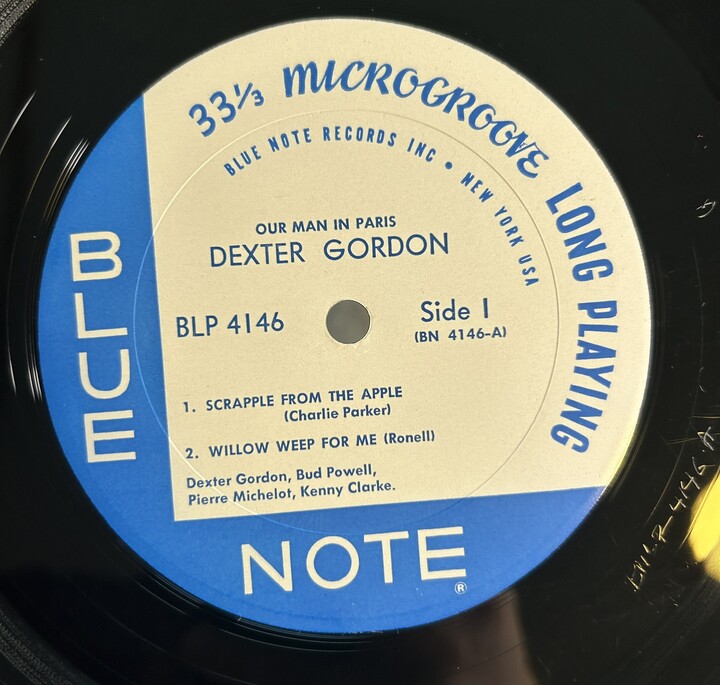 33⅓ MICROGROOVE LONG PLAYING
BLUE NOTE RECORDS INC • NEW YORK USA
OUR MAN IN PARIS
DEXTER GORDON
BLP 4146
Side 1
(BN 4146-A)
1. SCRAPPLE FROM THE APPLE
(Charlie Parker)
2. WILLOW WEEP FOR ME (Ronell)
Dexter Gordon, Bud Powell,
Pierre Michelot, Kenny Clarke.
BLUE
NOTE
®